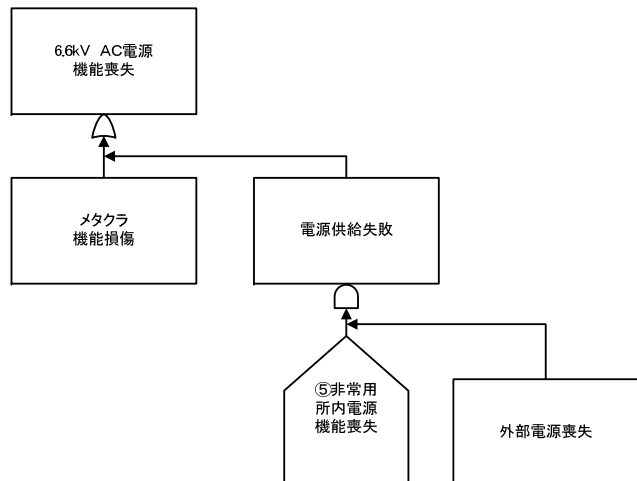 6.6kV AC電源
機能喪失
メタクラ
機能損傷
電源供給失敗
⑤非常用
所内電源
機能喪失
外部電源喪失